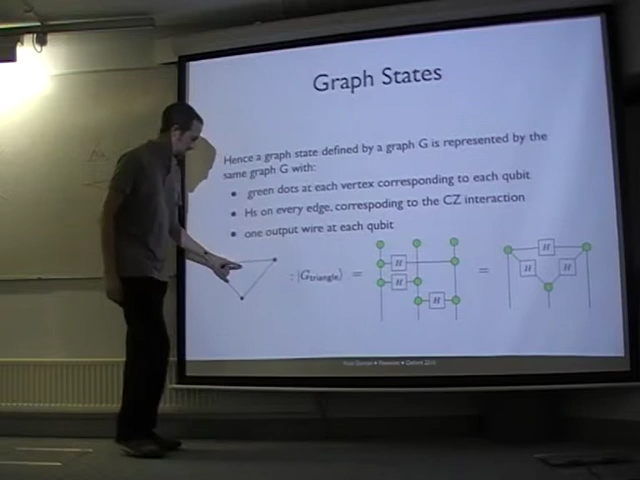 Graph States
Hence a graph state defined by a graph G is represented by the
same graph G with:
• green dots at each vertex corresponding to each qubit
• Hs on every edge, correspoding to the CZ interaction
• one output wire at each qubit
: |G_triangle⟩ = H H H = H H H